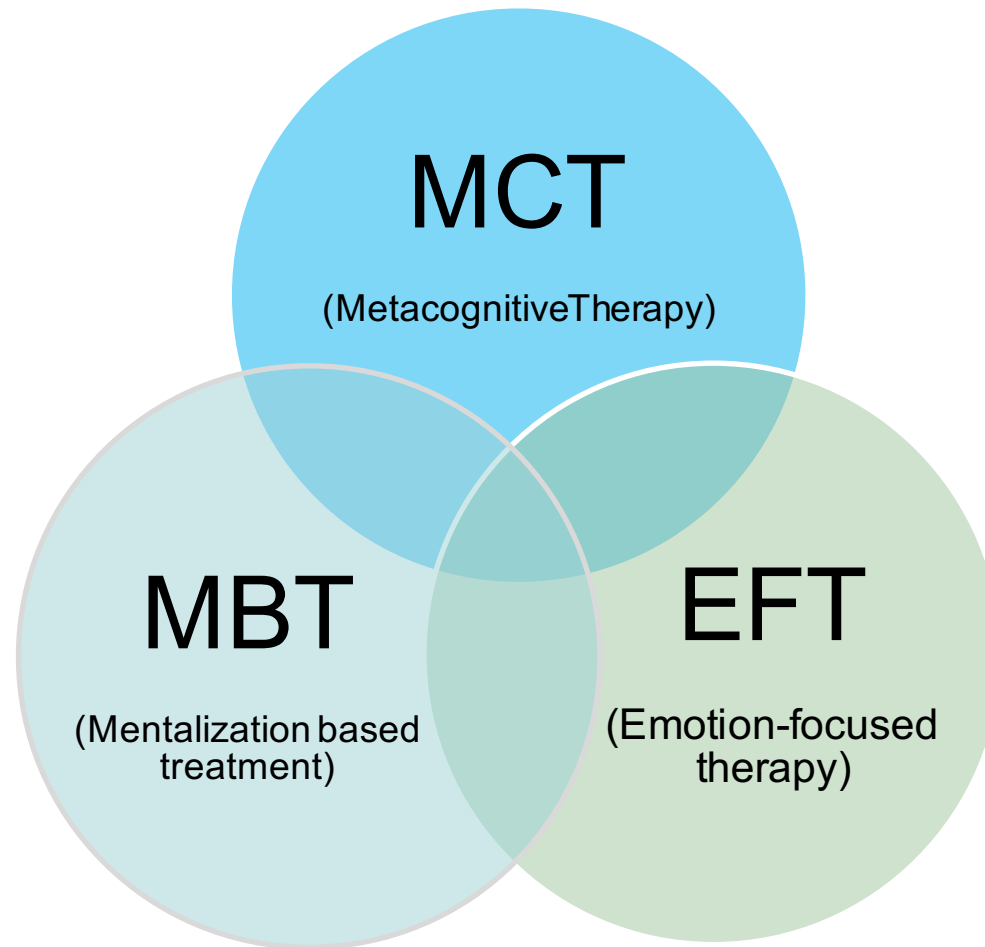 MCT
(MetacognitiveTherapy)
MBT
(Mentalization based
treatment)
EFT
(Emotion-focused
therapy)